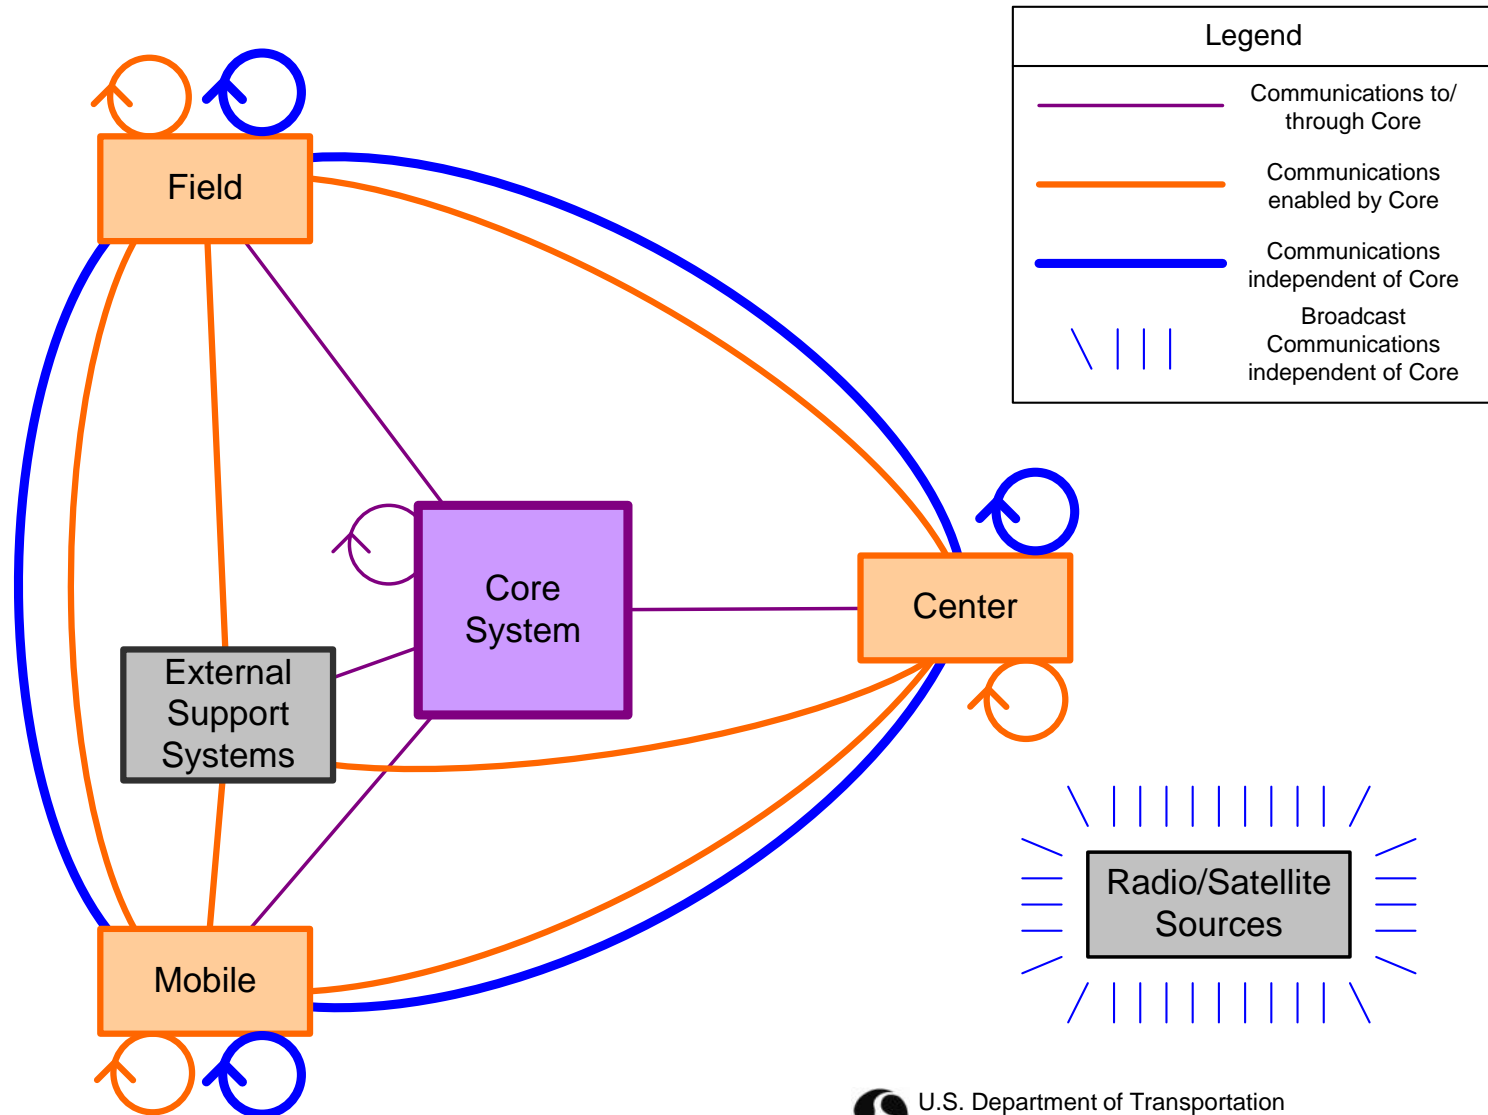 Legend
Communications to/
through Core
Communications
enabled by Core
Communications
independent of Core
Broadcast
Communications
independent of Core
Field
Core
System
Center
External
Support
Systems
Radio/Satellite
Sources
Mobile
U.S. Department of Transportation